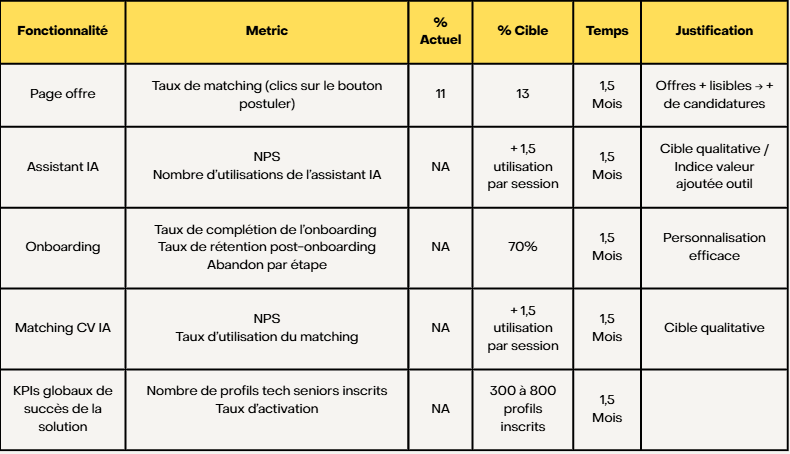 Fonctionnalité
Metric
%
Actuel
% Cible
Temps
Justification
Page offre
Taux de matching (clics sur le bouton
postuler)
11
13
1,5
Mois
Offres + lisibles → +
de candidatures
Assistant IA
NPS
Nombre d'utilisations de l'assistant IA
NA
+ 1,5
utilisation
par session
1,5
Mois
Cible qualitative /
Indice valeur
ajoutée outil
Onboarding
Taux de complétion de l'onboarding
Taux de rétention post-onboarding
Abandon par étape
NA
70%
1,5
Mois
Personnalisation
efficace
Matching CV IA
NPS
Taux d'utilisation du matching
NA
+ 1,5
utilisation
par session
1,5
Mois
Cible qualitative
KPIs globaux de
succès de la
solution
Nombre de profils tech seniors inscrits
Taux d'activation
NA
300 à 800
profils
inscrits
1,5
Mois